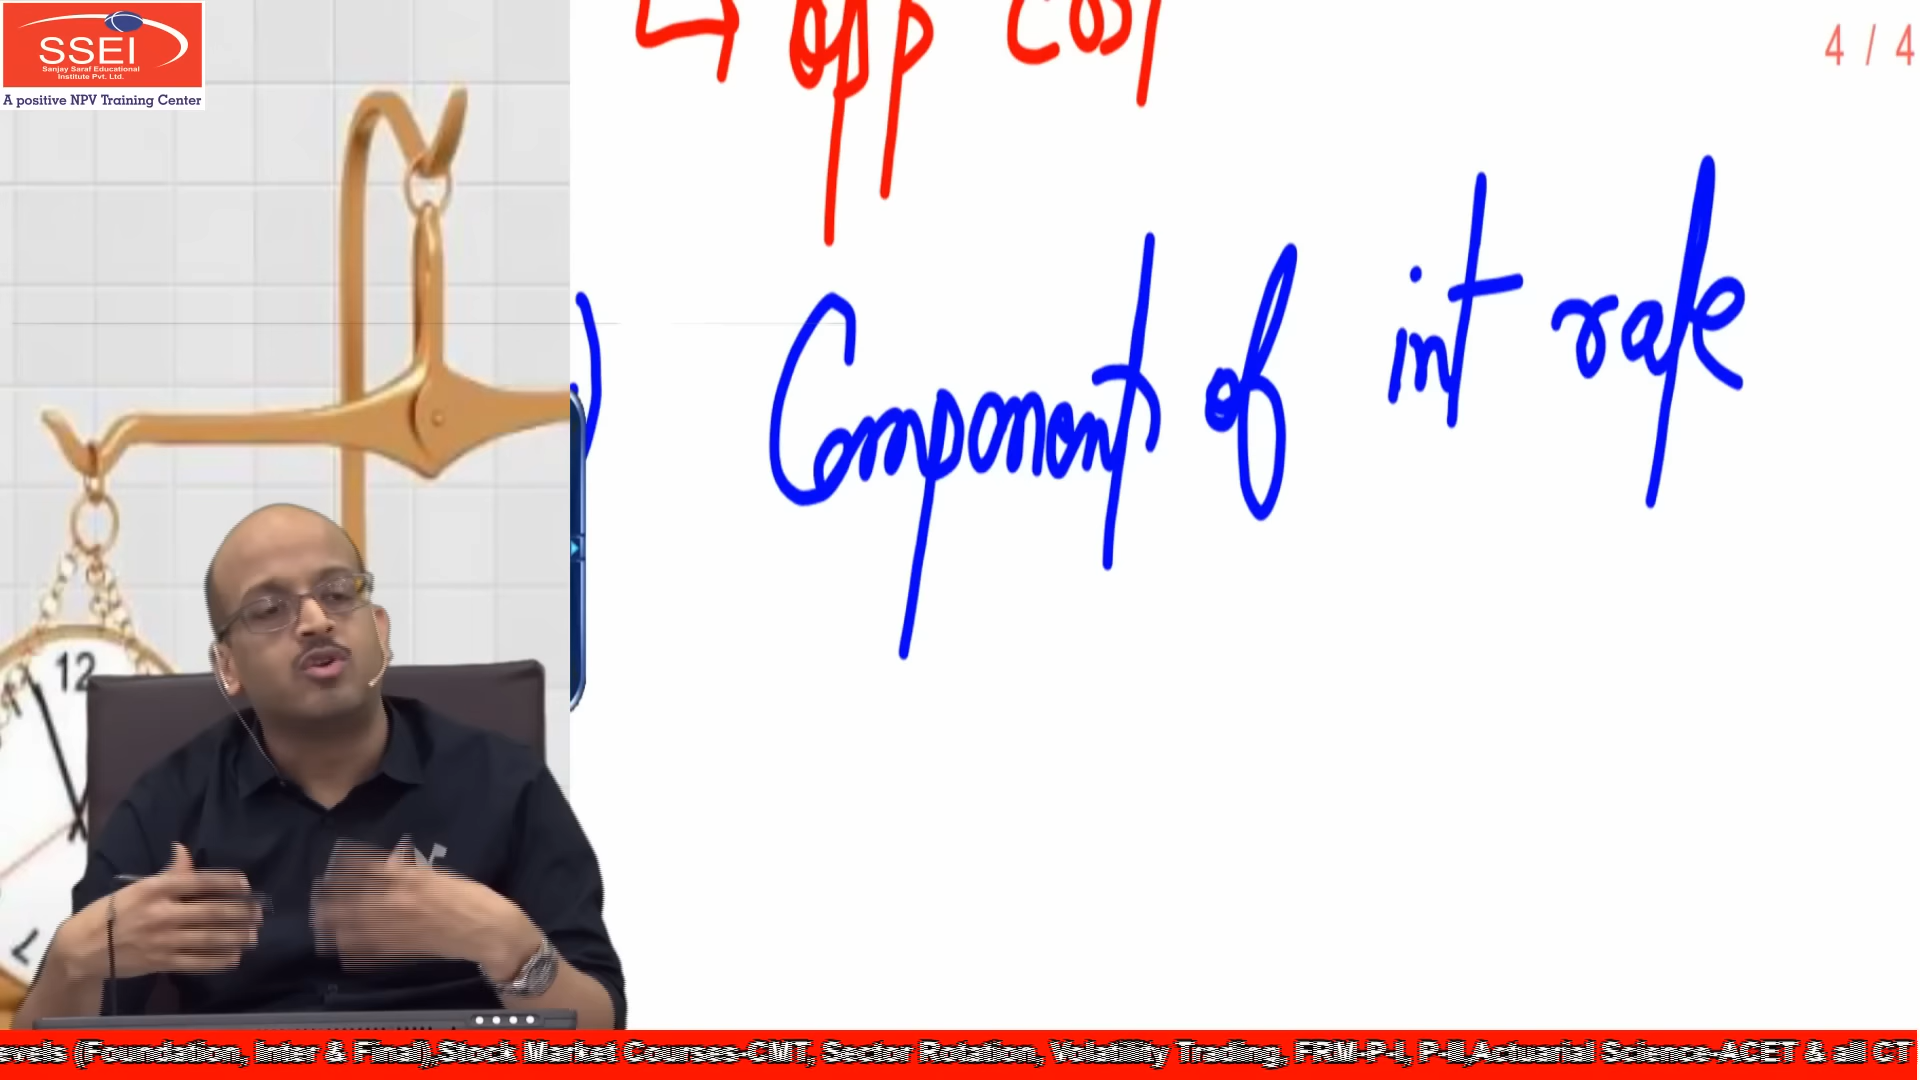 SSEI
Sanjay Saraf Educational
Institute Pvt. Ltd.
A positive NPV Training Center
↳ opp cost
4 / 4
) Component of int rate
12
evels (Foundation, Inter & Final),Stock Market Courses-CMT, Sector Rotation, Volatility Trading, FRM-P-I, P-II,Actuarial Science-ACET & all CT